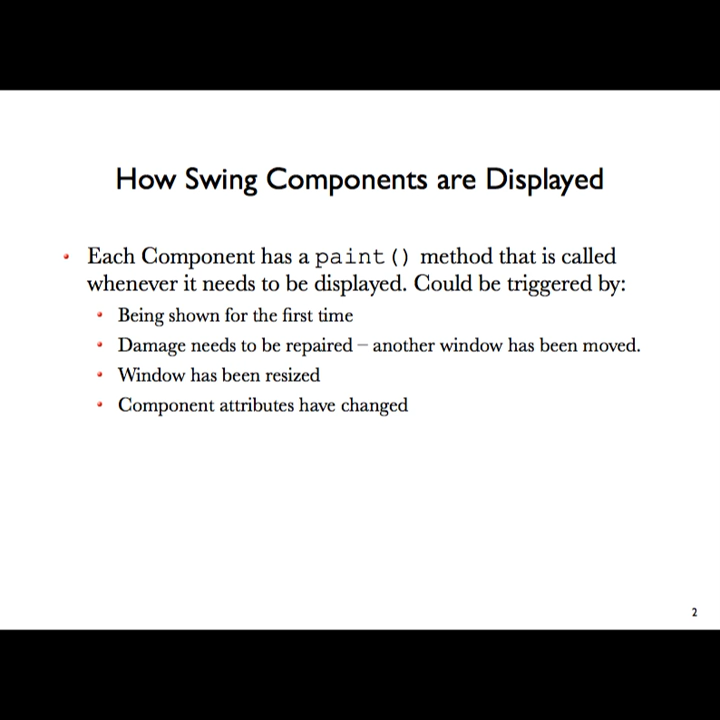 How Swing Components are Displayed
• Each Component has a paint() method that is called
whenever it needs to be displayed. Could be triggered by:
• Being shown for the first time
• Damage needs to be repaired – another window has been moved.
• Window has been resized
• Component attributes have changed
2